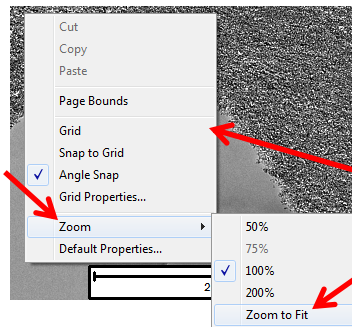 Cut
Copy
Paste
Page Bounds
Grid
Snap to Grid
Angle Snap
Grid Properties...
Zoom
Default Properties...
50%
75%
100%
200%
Zoom to Fit
2